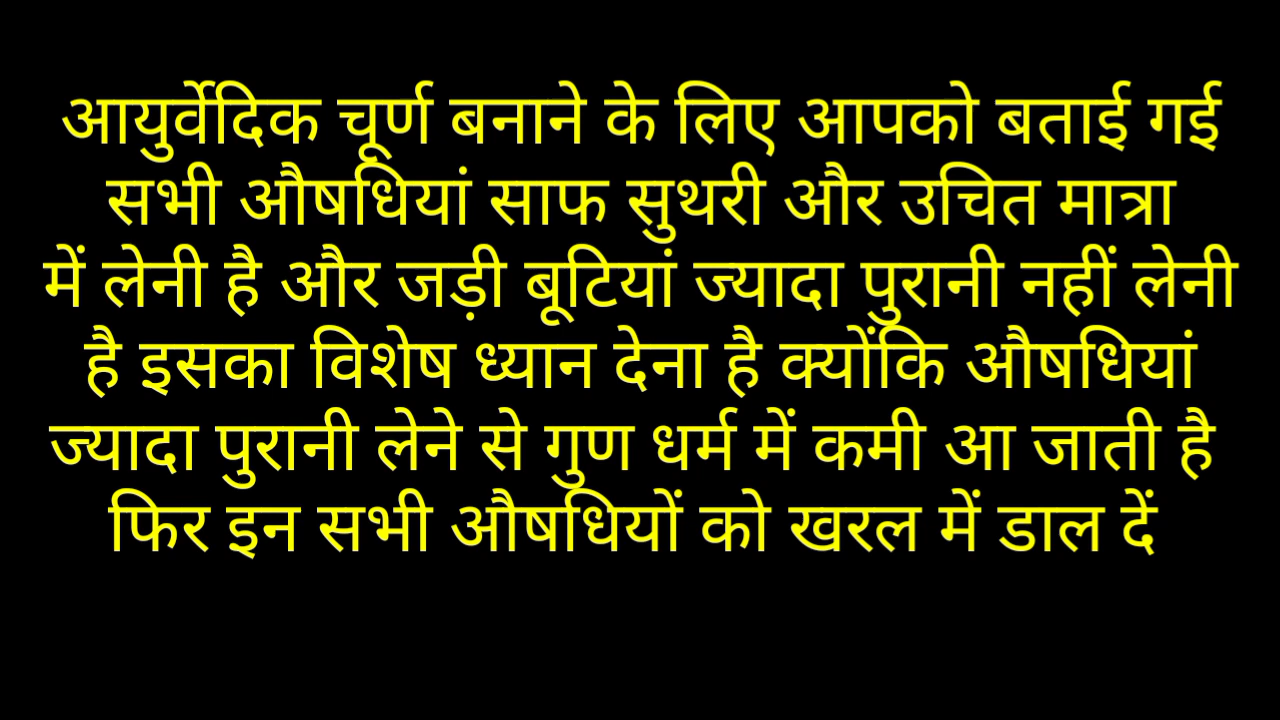 आयुर्वेदिक चूर्ण बनाने के लिए आपको बताई गई
सभी औषधियां साफ सुथरी और उचित मात्रा
में लेनी है और जड़ी बूटियां ज्यादा पुरानी नहीं लेनी
है इसका विशेष ध्यान देना है क्योंकि औषधियां
ज्यादा पुरानी लेने से गुण धर्म में कमी आ जाती है
फिर इन सभी औषधियों को खरल में डाल दें